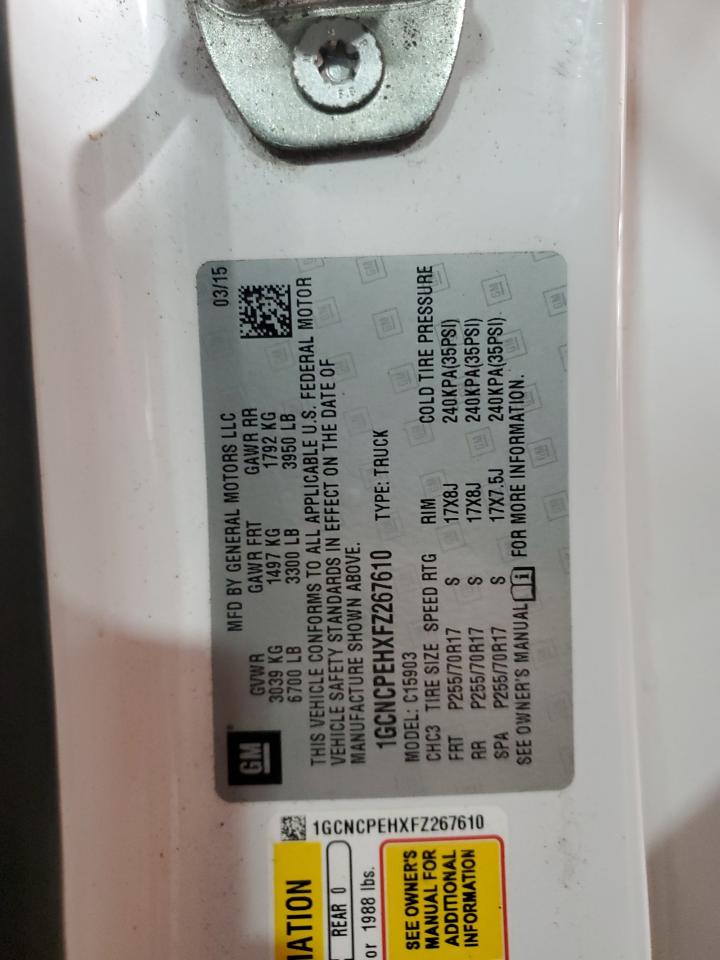 GM
MFD BY GENERAL MOTORS LLC 03/15
GVWR GAWR FRT GAWR RR
3039 KG 1497 KG 1792 KG
6700 LB 3300 LB 3950 LB
THIS VEHICLE CONFORMS TO ALL APPLICABLE U.S. FEDERAL MOTOR
VEHICLE SAFETY STANDARDS IN EFFECT ON THE DATE OF
MANUFACTURE SHOWN ABOVE.
1GCNCPEHXFZ267610 TYPE: TRUCK
MODEL: C15903
CHC3 TIRE SIZE SPEED RTG RIM COLD TIRE PRESSURE
FRT P255/70R17 S 17X8J 240KPA(35PSI)
RR P255/70R17 S 17X8J 240KPA(35PSI)
SPA P255/70R17 S 17X7.5J 240KPA(35PSI)
SEE OWNER'S MANUAL FOR MORE INFORMATION.
1GCNCPEHXFZ267610
REAR 0
or 1988 lbs.
SEE OWNER'S
MANUAL FOR
ADDITIONAL
INFORMATION